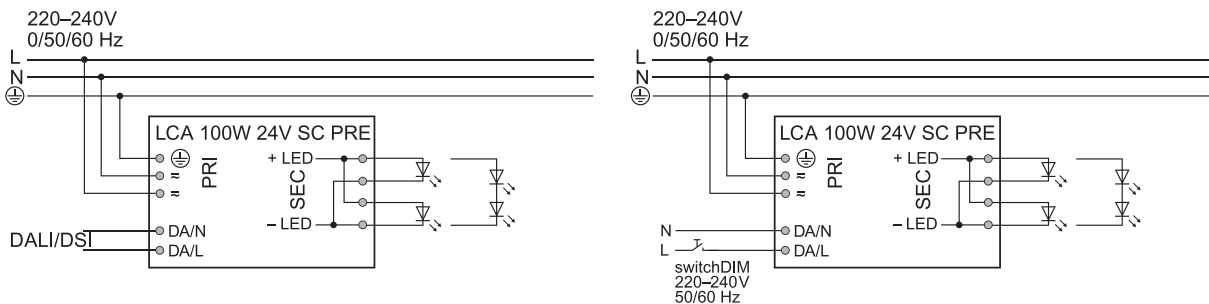 220–240V
0/50/60 Hz
L
N
LCA 100W 24V SC PRE
PRI
≂
≂
+ LED
SEC
– LED
DALI/DSI
DA/N
DA/L
220–240V
0/50/60 Hz
L
N
LCA 100W 24V SC PRE
PRI
≂
≂
+ LED
SEC
– LED
N
DA/N
L
DA/L
switchDIM
220–240V
50/60 Hz